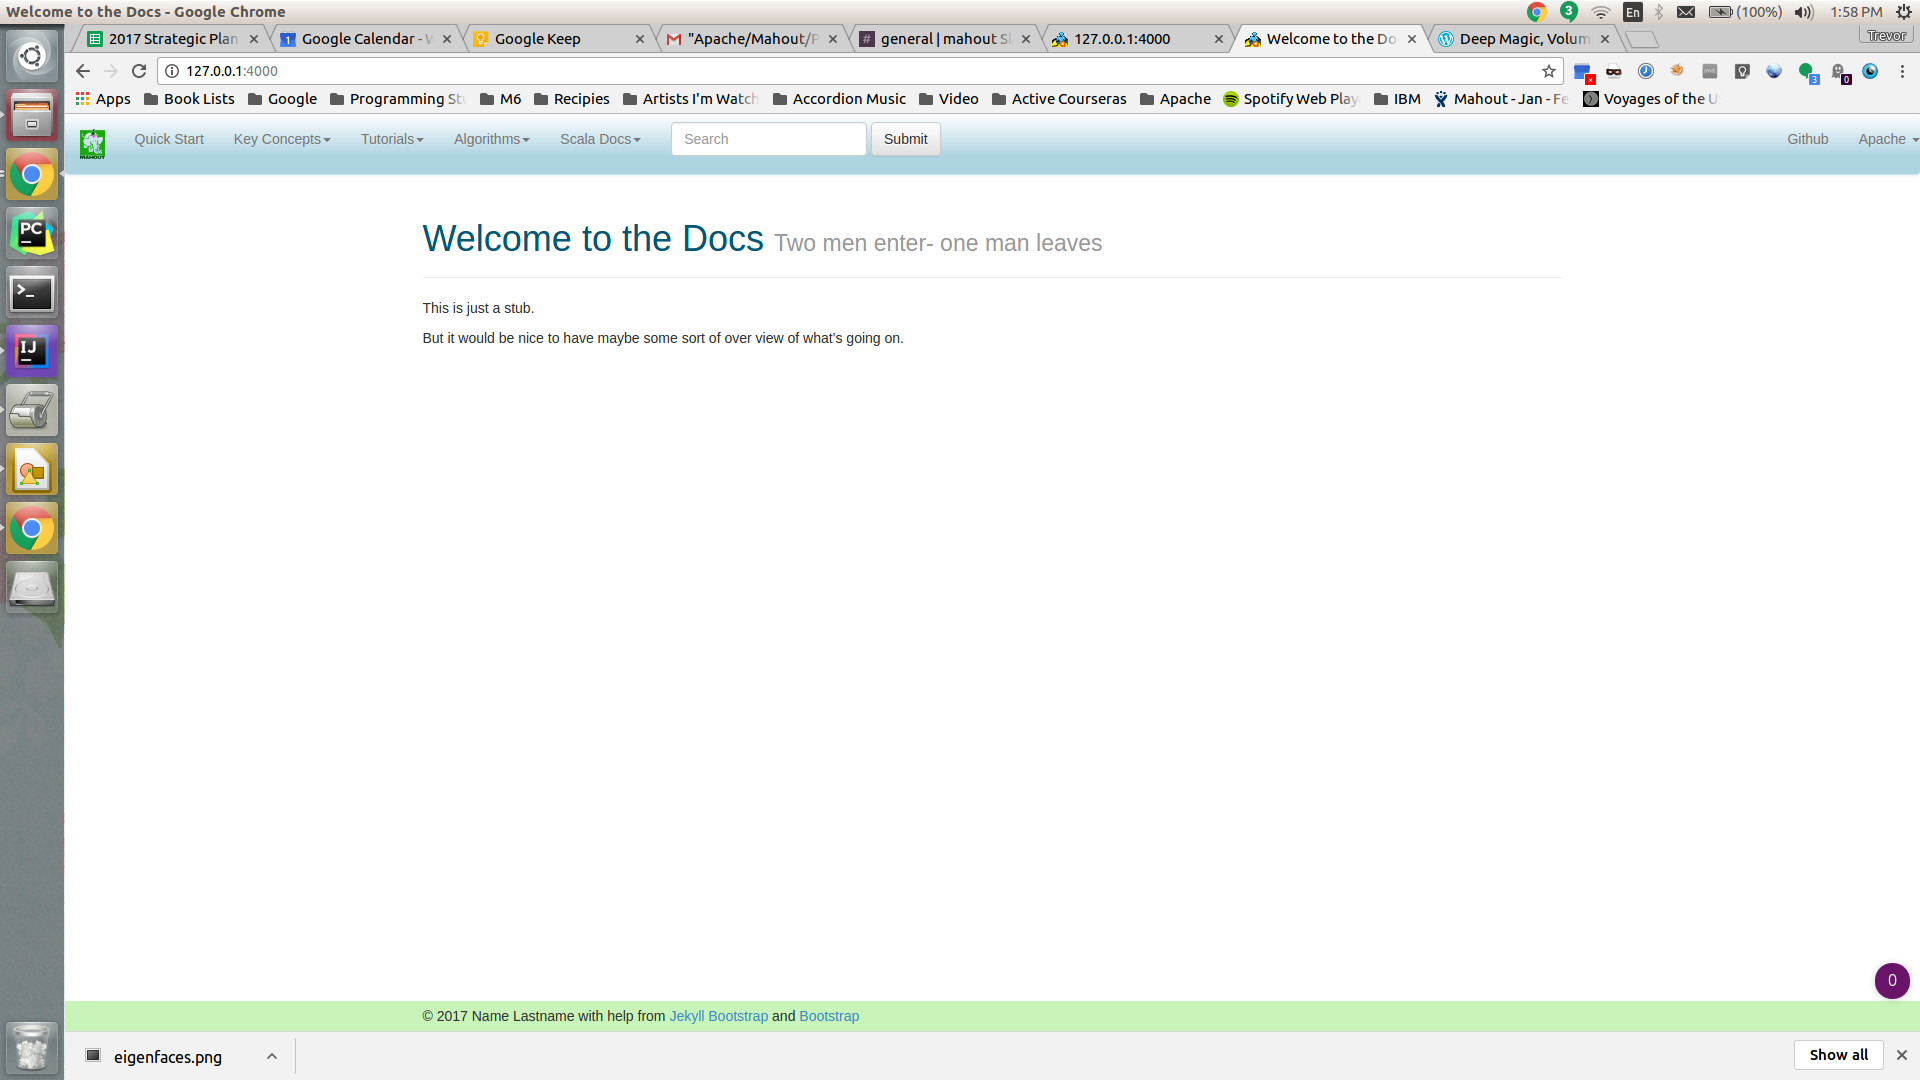 Welcome to the Docs - Google Chrome
3
En
(100%)
1:58 PM
2017 Strategic Plan
Google Calendar -
Google Keep
"Apache/Mahout/
general | mahout
127.0.0.1:4000
Welcome to the Do
Deep Magic, Volum
Trevor
127.0.0.1:4000
3
0
Apps
Book Lists
Google
Programming St
M6
Recipies
Artists I'm Watch
Accordion Music
Video
Active Courseras
Apache
Spotify Web Play
IBM
Mahout - Jan - Fe
Voyages of the U
MAHOUT
Quick Start
Key Concepts
Tutorials
Algorithms
Scala Docs
Search
Submit
Github
Apache
PC
IJ
Welcome to the Docs Two men enter- one man leaves
This is just a stub.
But it would be nice to have maybe some sort of over view of what's going on.
0
© 2017 Name Lastname with help from Jekyll Bootstrap and Bootstrap
eigenfaces.png
Show all